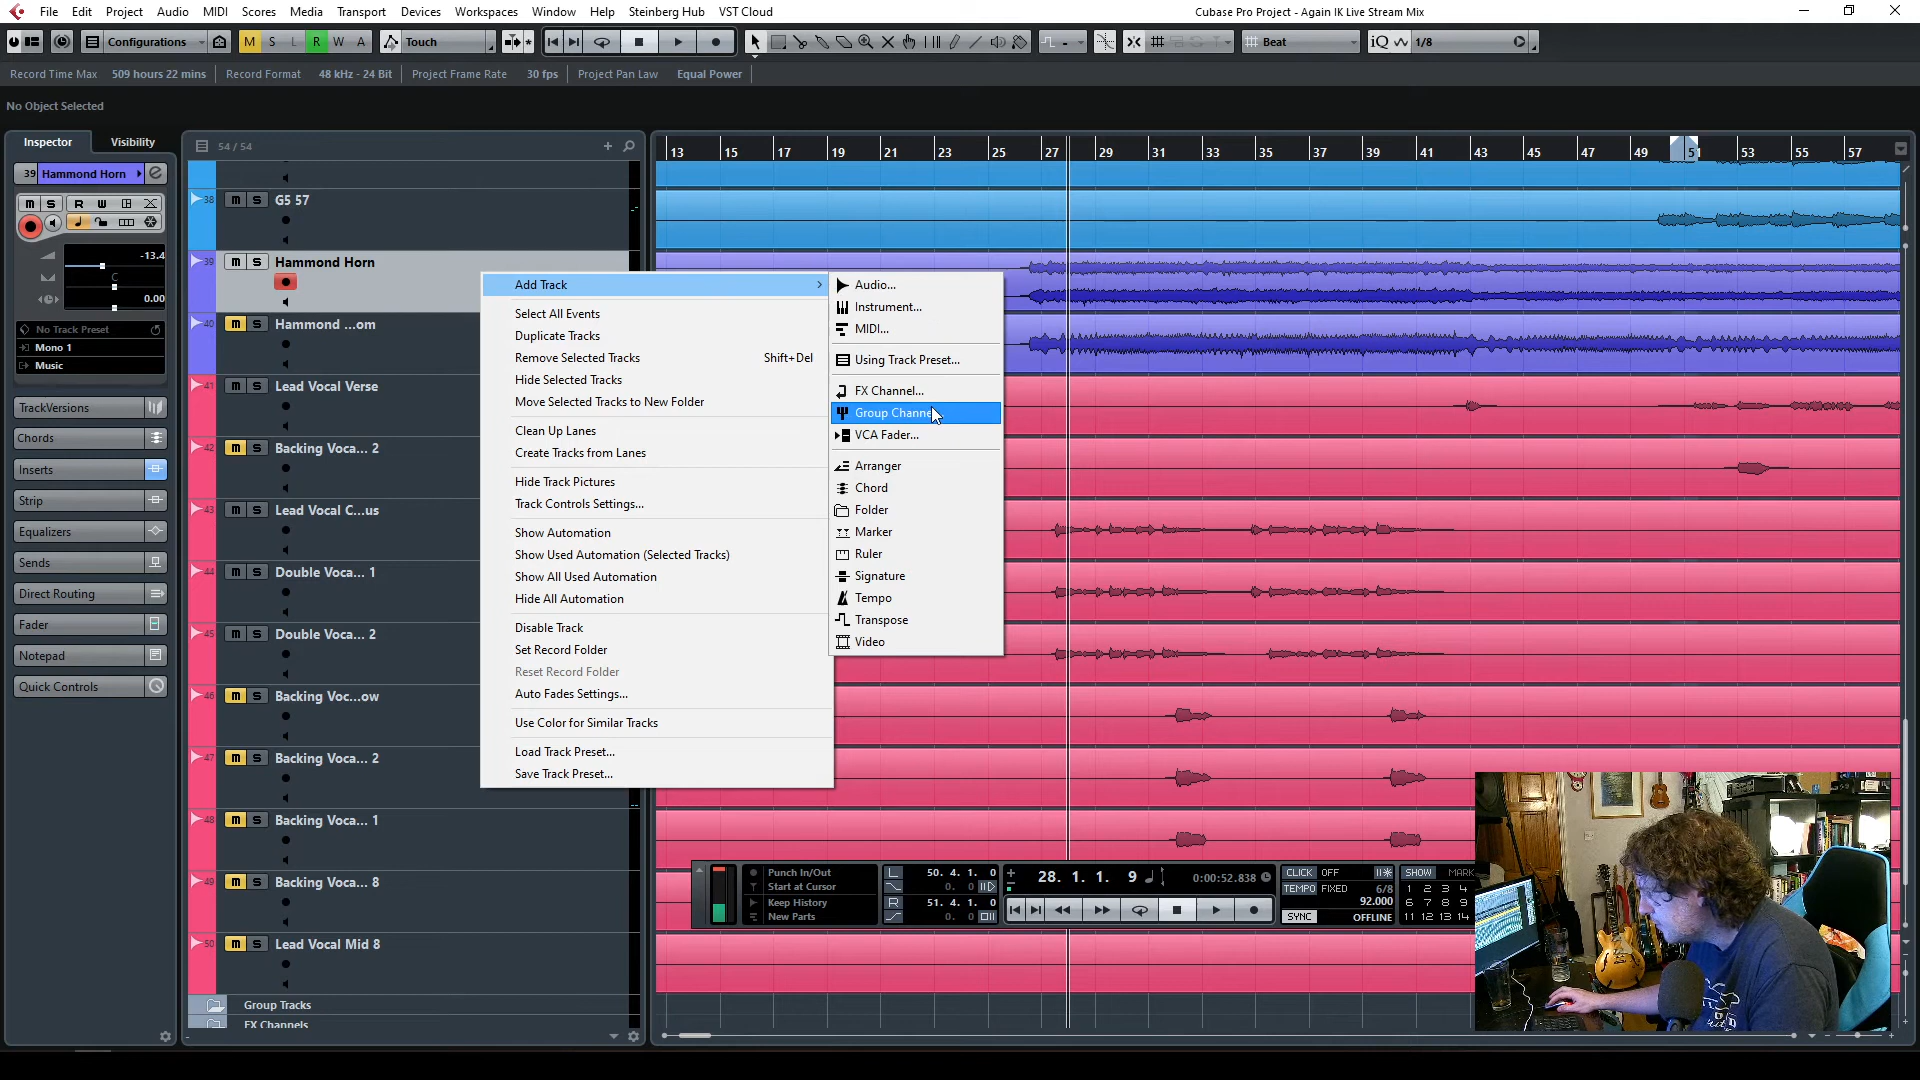 File Edit Project Audio MIDI Scores Media Transport Devices Workspaces Window Help Steinberg Hub VST Cloud
Cubase Pro Project - Again IK Live Stream Mix
Configurations M S L R W A Touch Beat iQ 1/8
Record Time Max 509 hours 22 mins Record Format 48 kHz - 24 Bit Project Frame Rate 30 fps Project Pan Law Equal Power
No Object Selected
Inspector Visibility 54 / 54
13 15 17 19 21 23 25 27 29 31 33 35 37 39 41 43 45 47 49 51 53 55 57
39 Hammond Horn
m S R W
-13.4
C
0.00
No Track Preset
Mono 1
Music
TrackVersions
Chords
Inserts
Strip
Equalizers
Sends
Direct Routing
Fader
Notepad
Quick Controls
38 m S G5 57
39 m S Hammond Horn
40 m S Hammond ...om
41 m S Lead Vocal Verse
42 m S Backing Voca... 2
43 m S Lead Vocal C...us
44 m S Double Voca... 1
45 m S Double Voca... 2
46 m S Backing Voc...ow
47 m S Backing Voca... 2
48 m S Backing Voca... 1
49 m S Backing Voca... 8
50 m S Lead Vocal Mid 8
Group Tracks
FX Channels
Add Track
Select All Events
Duplicate Tracks
Remove Selected Tracks Shift+Del
Hide Selected Tracks
Move Selected Tracks to New Folder
Clean Up Lanes
Create Tracks from Lanes
Hide Track Pictures
Track Controls Settings...
Show Automation
Show Used Automation (Selected Tracks)
Show All Used Automation
Hide All Automation
Disable Track
Set Record Folder
Reset Record Folder
Auto Fades Settings...
Use Color for Similar Tracks
Load Track Preset...
Save Track Preset...
Audio...
Instrument...
MIDI...
Using Track Preset...
FX Channel...
Group Channe
VCA Fader...
Arranger
Chord
Folder
Marker
Ruler
Signature
Tempo
Transpose
Video
Punch In/Out
Start at Cursor
Keep History
New Parts
L 50. 4. 1. 0
0. 0
R 51. 4. 1. 0
0. 0
28. 1. 1. 9 0:00:52.838
CLICK OFF
TEMPO FIXED 6/8
92.000
SYNC OFFLINE
SHOW MARK
1 2 3 4
6 7 8 9
11 12 13 14